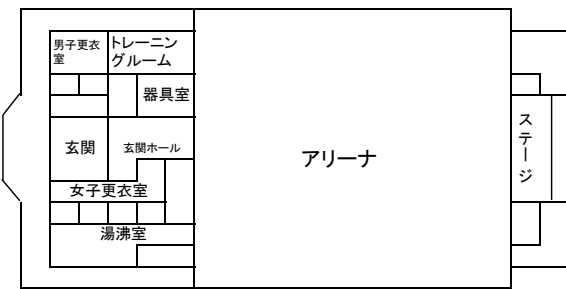 男子更衣
室
トレーニン
グルーム
器具室
玄関
玄関ホール
アリーナ
ステージ
女子更衣室
湯沸室